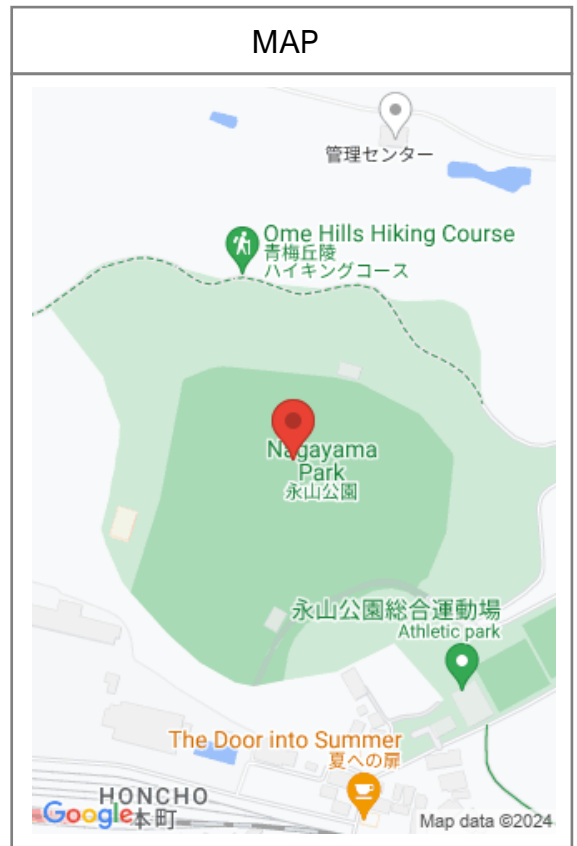 MAP
管理センター
Ome Hills Hiking Course
青梅丘陵
ハイキングコース
Nagayama
Park
永山公園
永山公園総合運動場
Athletic park
The Door into Summer
夏への扉
HONCHO
本町
Google
Map data ©2024